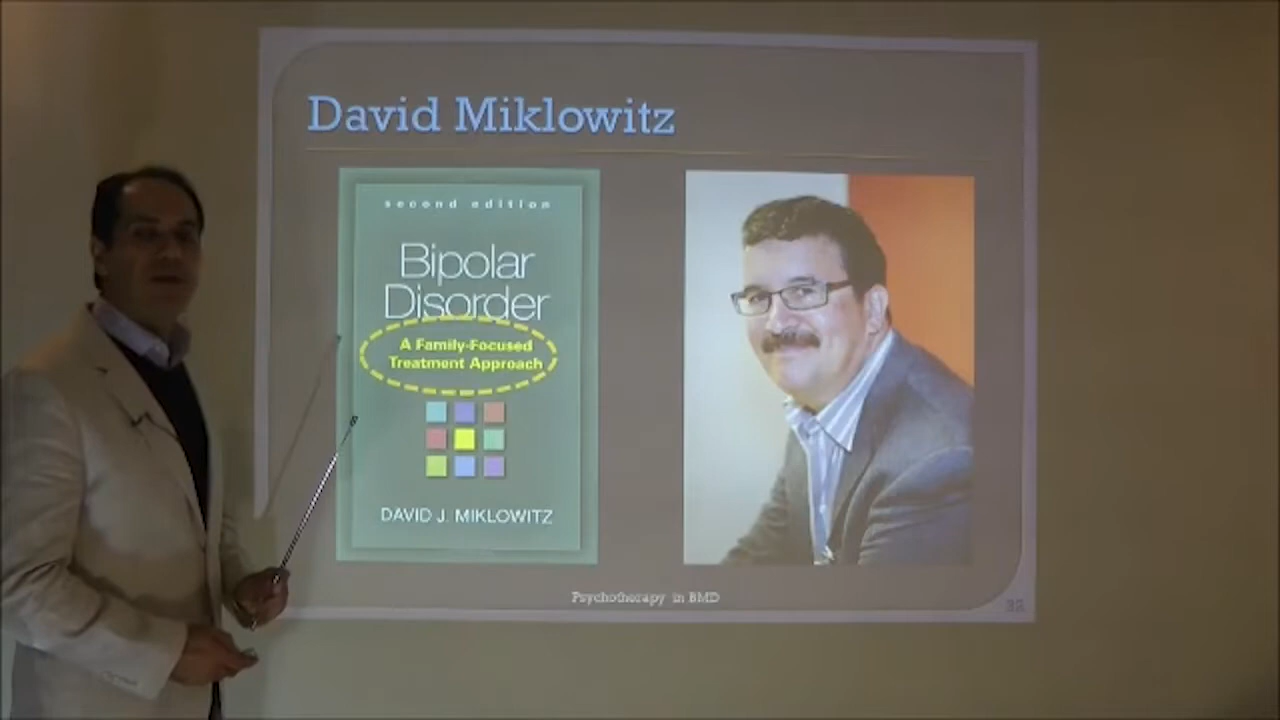 David Miklowitz
second edition
Bipolar
Disorder
A Family-Focused
Treatment Approach
DAVID J. MIKLOWITZ
Psychotherapy in BMD